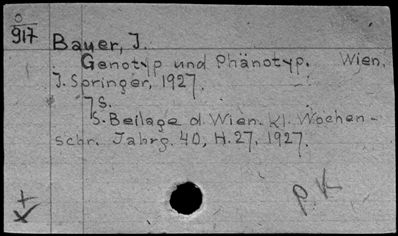 O
917
Bauer, J.
Genotyp und Phänotyp. Wien,
J. Springer, 1927.
7 S.
S.-Beilage d. Wien. kl. Wochen-
schr. Jahrg. 40, H. 27, 1927.
P. K